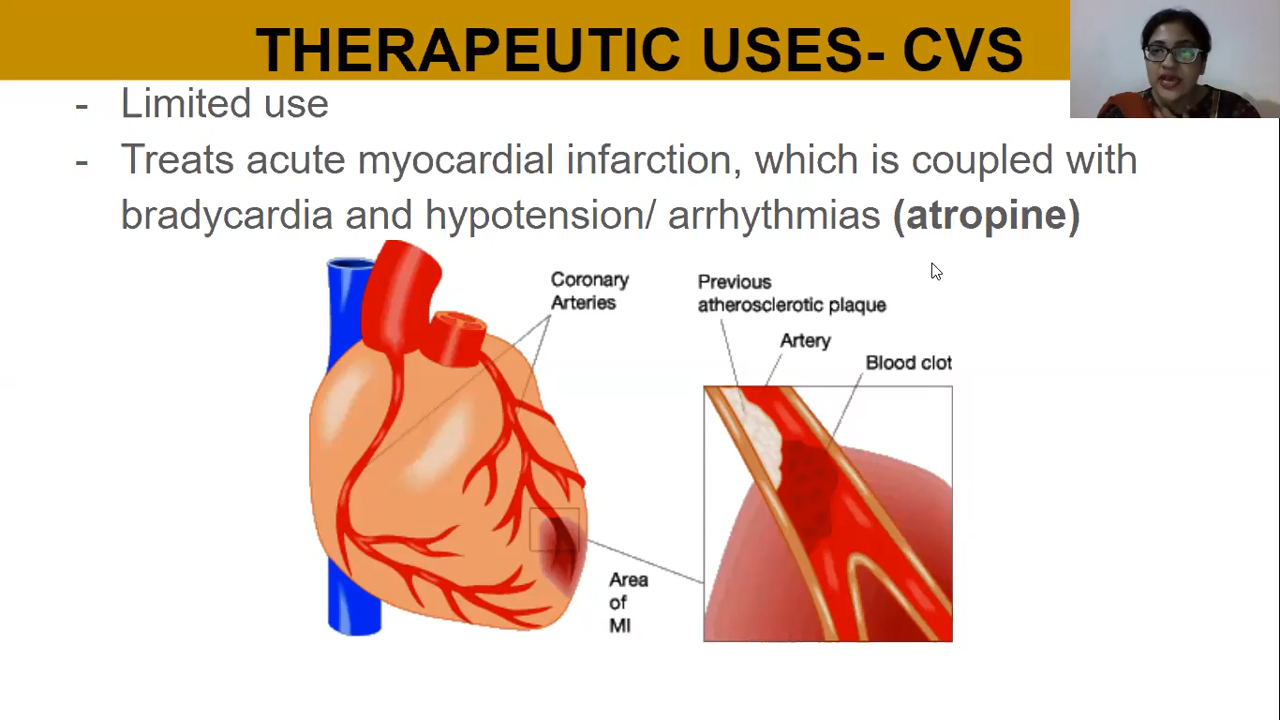 THERAPEUTIC USES- CVS
- Limited use
- Treats acute myocardial infarction, which is coupled with
bradycardia and hypotension/ arrhythmias (atropine)
Coronary
Arteries
Previous
atherosclerotic plaque
Artery
Blood clot
Area
of
MI